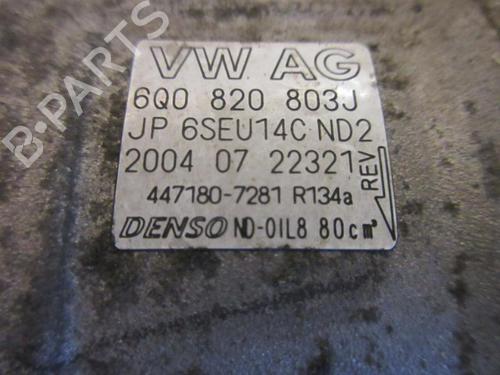 B-PARTS
VW AG
6Q0 820 803J
JP 6SEU14C ND2
2004 07 22321
REV
447180-7281 R134a
DENSO ND-OIL8 80cm³